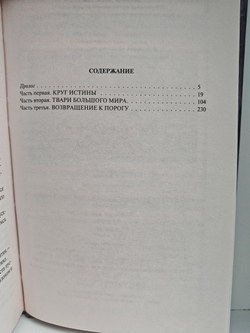 СОДЕРЖАНИЕ
Пролог 5
Часть первая. КРУГ ИСТИНЫ 19
Часть вторая. ТВАРИ БОЛЬШОГО МИРА. 104
Часть третья. ВОЗВРАЩЕНИЕ К ПОРОГУ 230